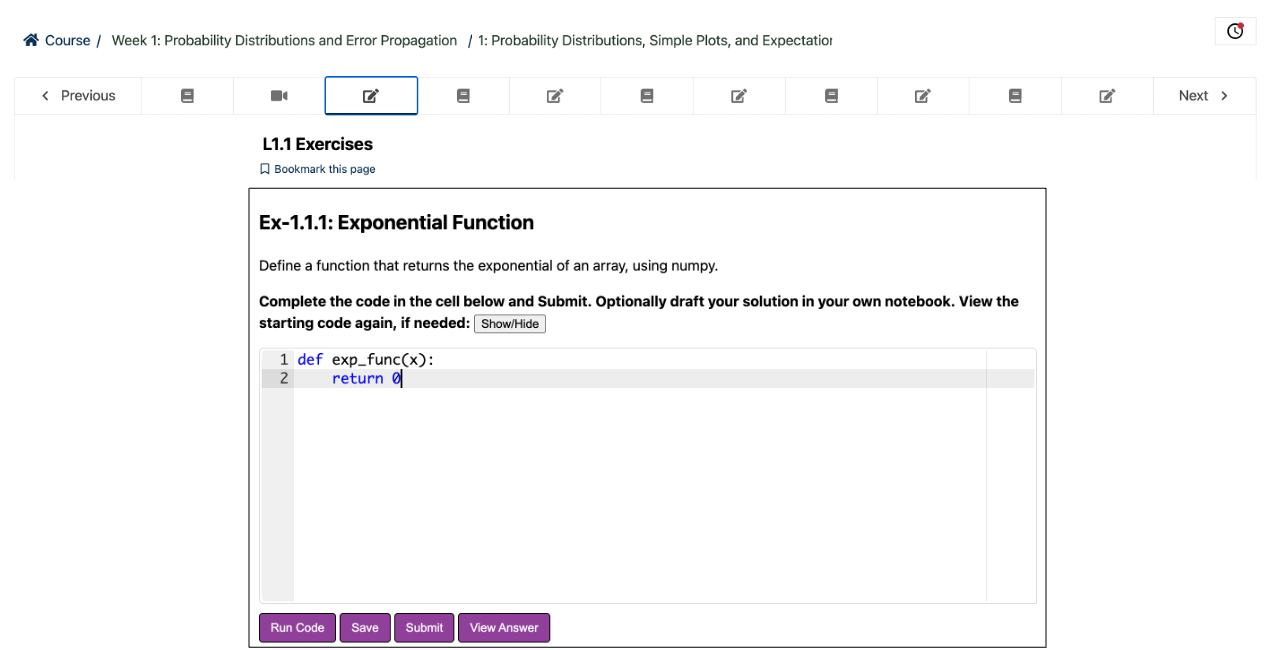 Course / Week 1: Probability Distributions and Error Propagation / 1: Probability Distributions, Simple Plots, and Expectation
Previous
Next
L1.1 Exercises
Bookmark this page
Ex-1.1.1: Exponential Function
Define a function that returns the exponential of an array, using numpy.
Complete the code in the cell below and Submit. Optionally draft your solution in your own notebook. View the
starting code again, if needed: Show/Hide
1 def exp_func(x):
2     return 0
Run Code Save Submit View Answer